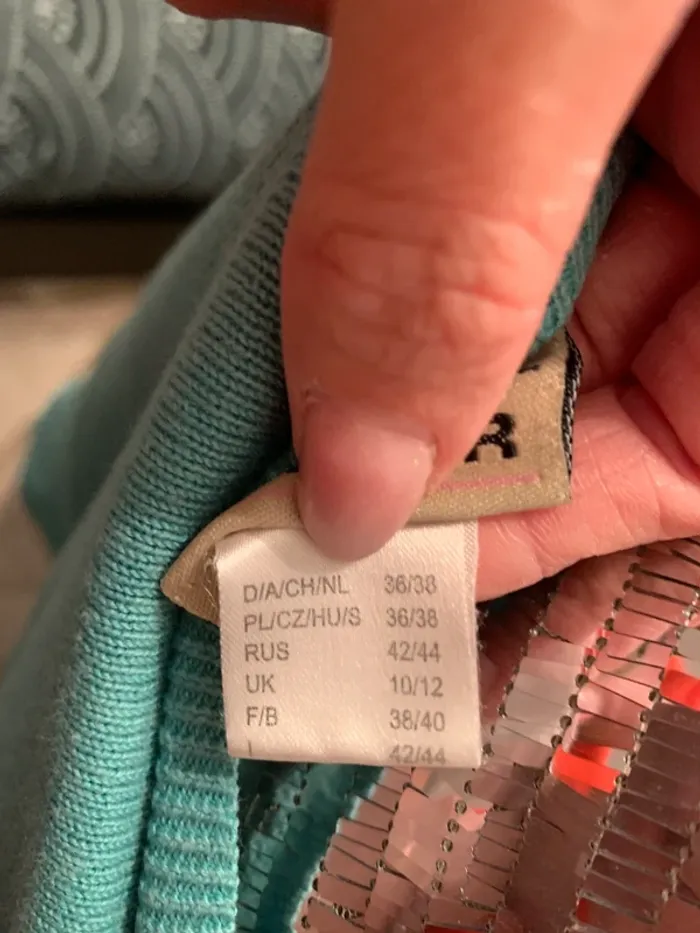 R
D/A/CH/NL 36/38
PL/CZ/HU/S 36/38
RUS 42/44
UK 10/12
F/B 38/40
I 42/44